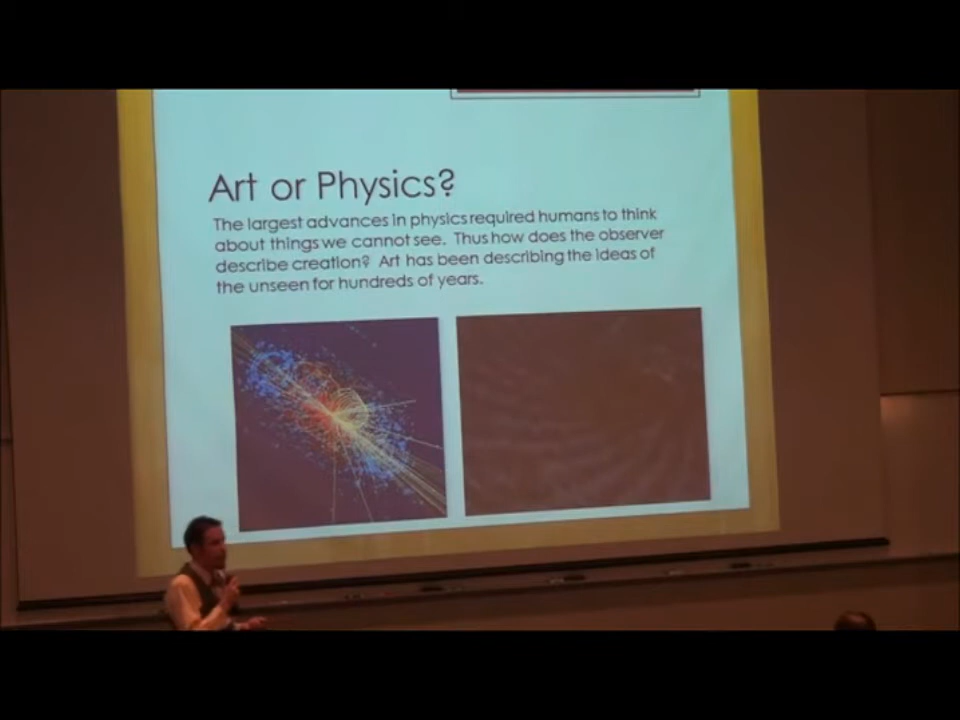 Art or Physics?
The largest advances in physics required humans to think
about things we cannot see. Thus how does the observer
describe creation? Art has been describing the ideas of
the unseen for hundreds of years.